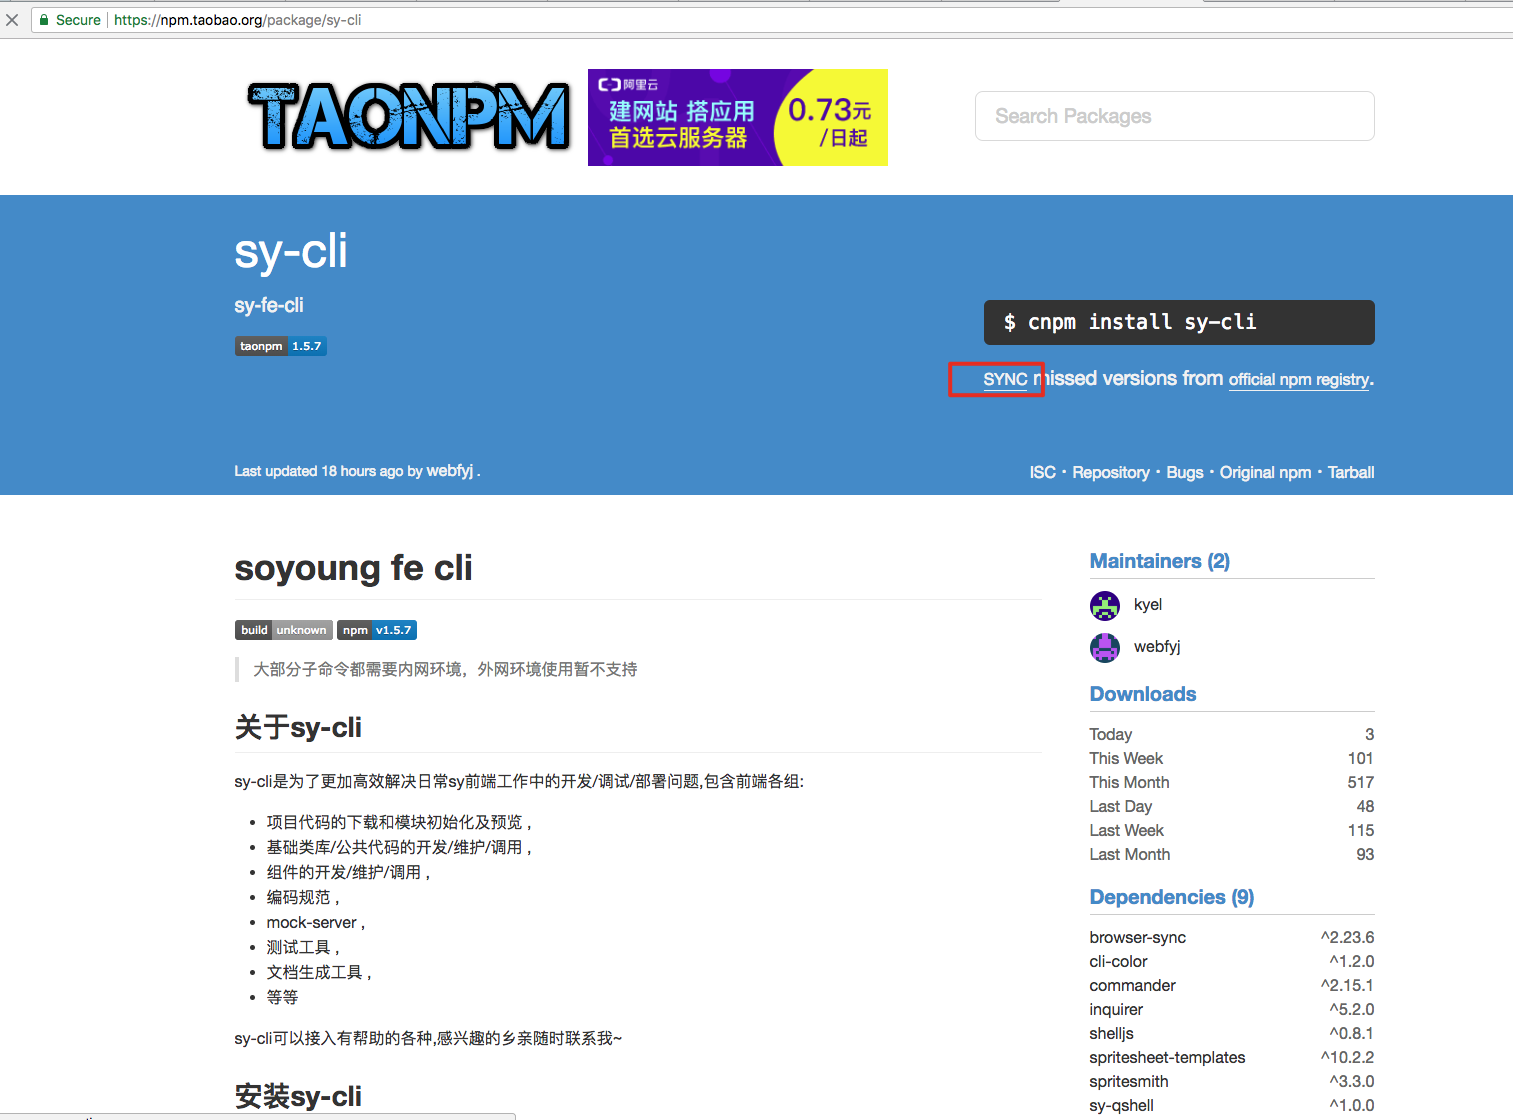 Secure https://npm.taobao.org/package/sy-cli
TAONPM
阿里云
建网站 搭应用
首选云服务器
0.73元
/日起
Search Packages
sy-cli
sy-fe-cli
taonpm 1.5.7
$ cnpm install sy-cli
SYNC missed versions from official npm registry.
Last updated 18 hours ago by webfyj .
ISC · Repository · Bugs · Original npm · Tarball
soyoung fe cli
build unknown npm v1.5.7
大部分子命令都需要内网环境，外网环境使用暂不支持
关于sy-cli
sy-cli是为了更加高效解决日常sy前端工作中的开发/调试/部署问题,包含前端各组:
• 项目代码的下载和模块初始化及预览 ,
• 基础类库/公共代码的开发/维护/调用 ,
• 组件的开发/维护/调用 ,
• 编码规范 ,
• mock-server ,
• 测试工具 ,
• 文档生成工具 ,
• 等等
sy-cli可以接入有帮助的各种,感兴趣的乡亲随时联系我~
安装sy-cli
Maintainers (2)
kyel
webfyj
Downloads
Today 3
This Week 101
This Month 517
Last Day 48
Last Week 115
Last Month 93
Dependencies (9)
browser-sync ^2.23.6
cli-color ^1.2.0
commander ^2.15.1
inquirer ^5.2.0
shelljs ^0.8.1
spritesheet-templates ^10.2.2
spritesmith ^3.3.0
sy-qshell ^1.0.0